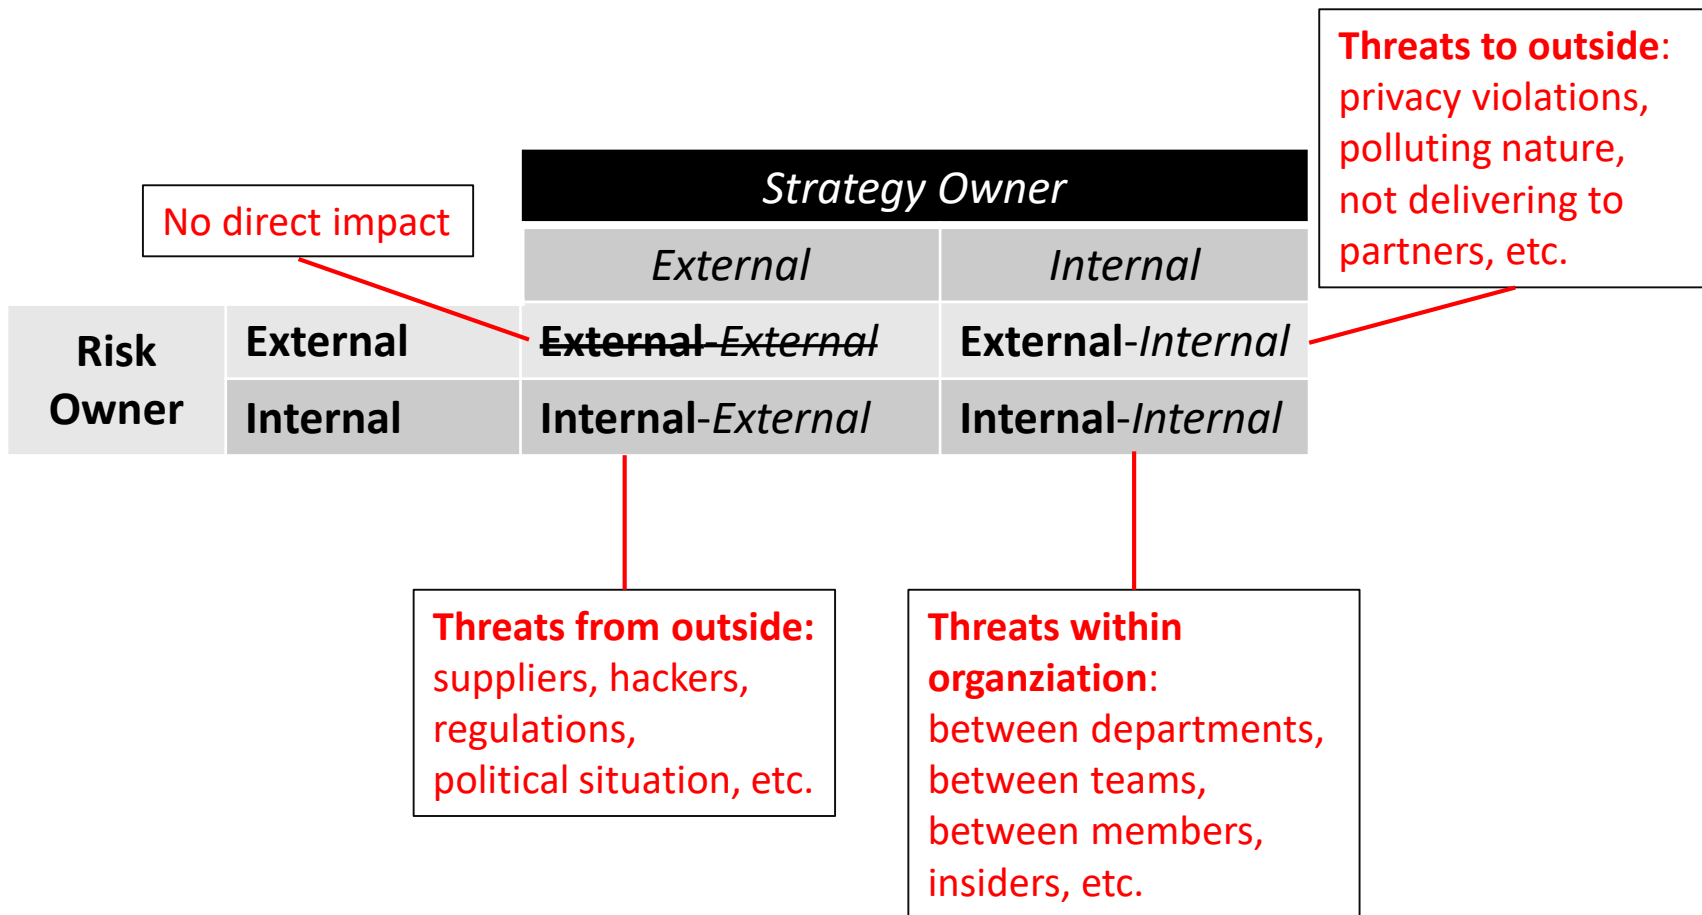 Threats to outside:
privacy violations,
polluting nature,
not delivering to
partners, etc.
No direct impact
Strategy Owner
External Internal
Risk
Owner
External External-External External-Internal
Internal Internal-External Internal-Internal
Threats from outside:
suppliers, hackers,
regulations,
political situation, etc.
Threats within
organziation:
between departments,
between teams,
between members,
insiders, etc.